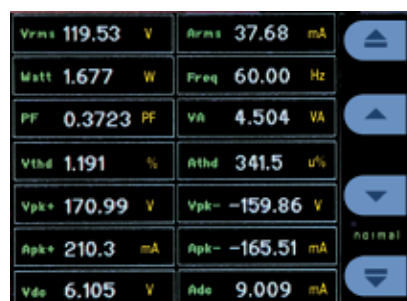 Vrms 119.53 V Arms 37.68 mA
Watt 1.677 W Freq 60.00 Hz
PF 0.3723 PF VA 4.504 VA
Vthd 1.191 % Athd 341.5 u%
Vpk+ 170.99 V Vpk- -159.86 V
Apk+ 210.3 mA Apk- -165.51 mA
normal
Vdc 6.105 V Adc 9.009 mA